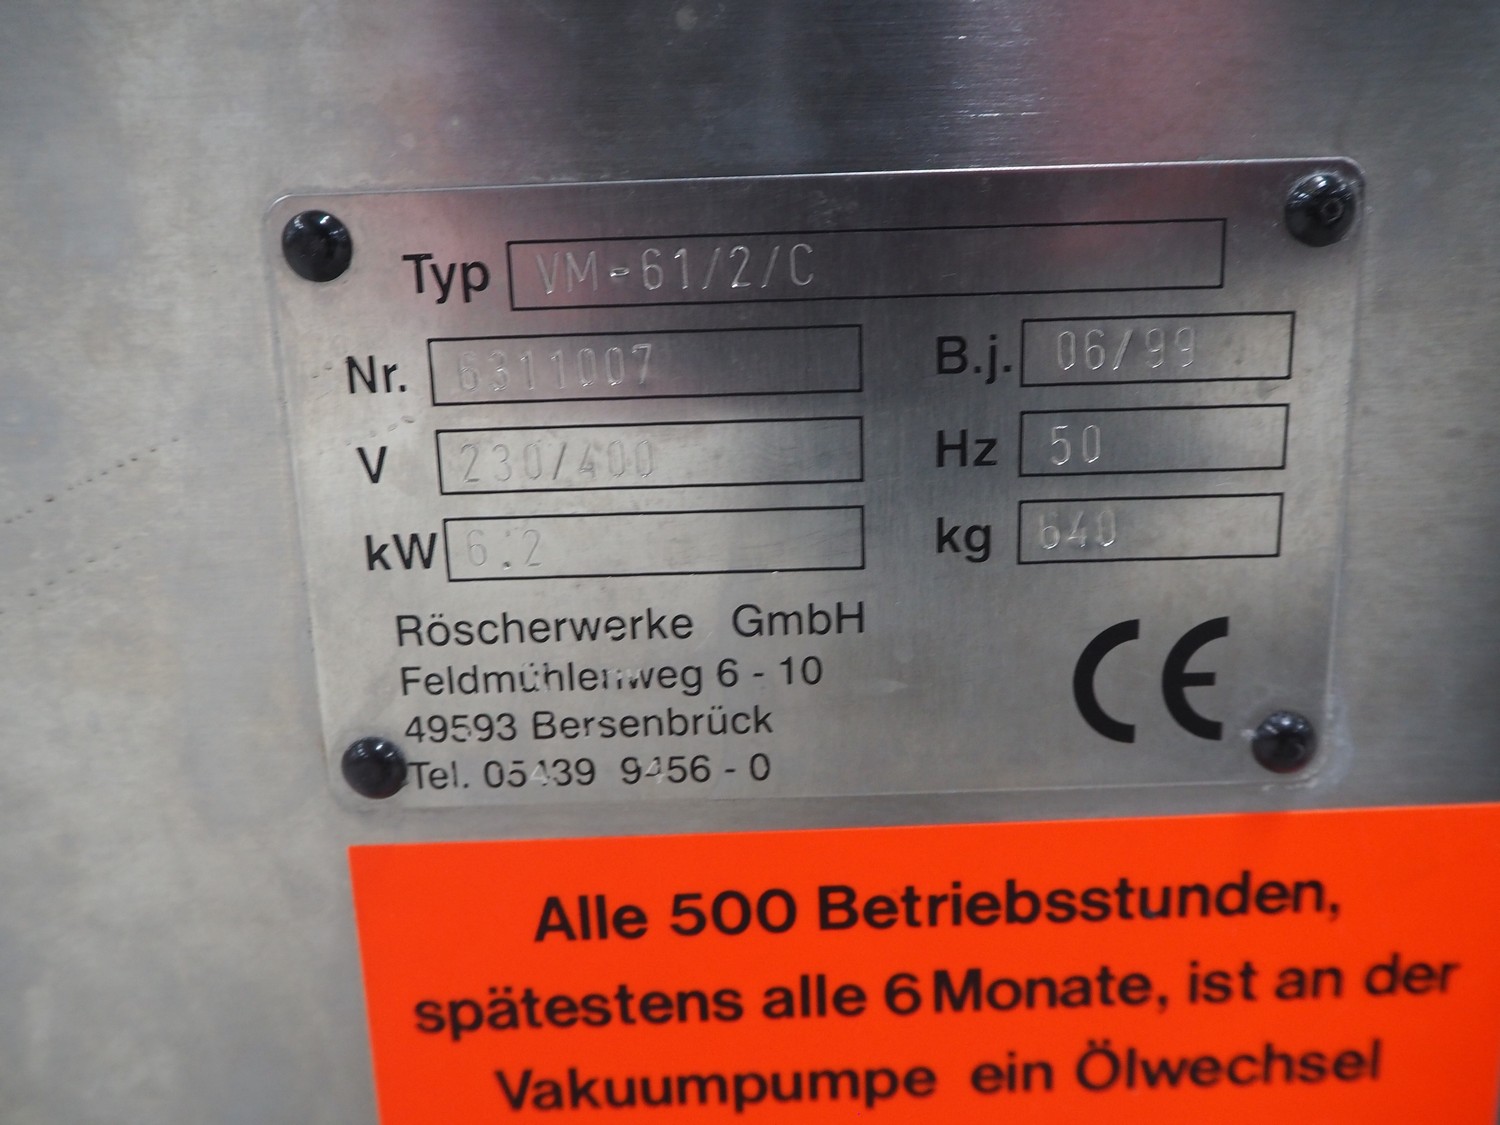 Typ VM-61/2/C
Nr. 6311007 B.j. 06/99
V 230/400 Hz 50
kW 6.2 kg 640
Röscherwerke GmbH
Feldmühlenweg 6 - 10
49593 Bersenbrück
Tel. 05439 9456 - 0
CE
Alle 500 Betriebsstunden,
spätestens alle 6 Monate, ist an der
Vakuumpumpe ein Ölwechsel